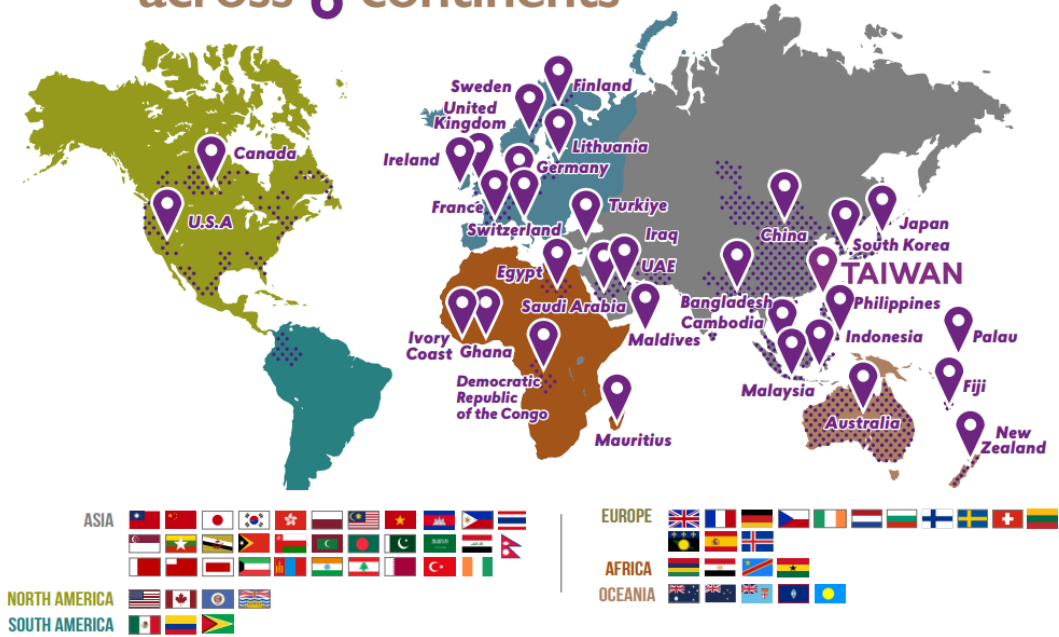 across 6 continents
Sweden
Finland
United
Kingdom
Lithuania
Ireland
Germany
Canada
France
Switzerland
Turkiye
U.S.A
China
Japan
South Korea
Iraq
Egypt
UAE
TAIWAN
Saudi Arabia
Bangladesh
Cambodia
Philippines
Maldives
Indonesia
Palau
Ivory
Coast
Ghana
Democratic
Republic
of the Congo
Malaysia
Fiji
Mauritius
Australia
New
Zealand
ASIA
NORTH AMERICA
SOUTH AMERICA
EUROPE
AFRICA
OCEANIA